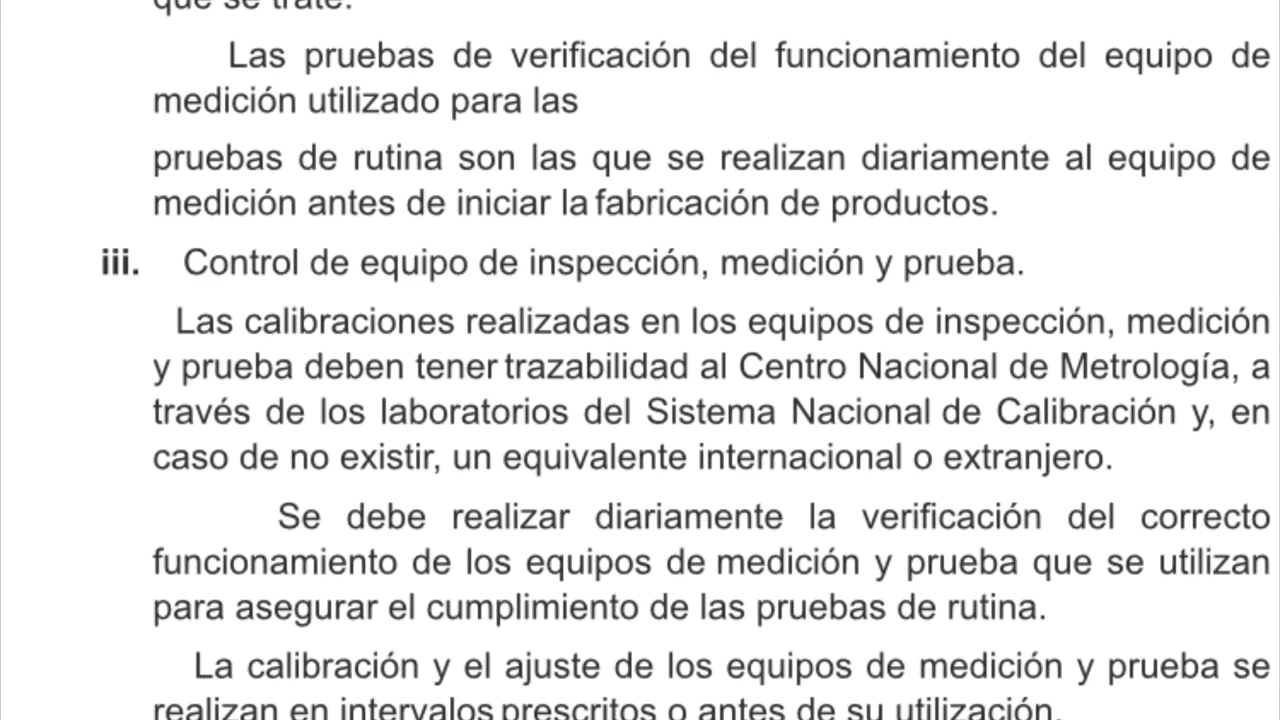 que se trate.
Las pruebas de verificación del funcionamiento del equipo de
medición utilizado para las
pruebas de rutina son las que se realizan diariamente al equipo de
medición antes de iniciar la fabricación de productos.
iii. Control de equipo de inspección, medición y prueba.
Las calibraciones realizadas en los equipos de inspección, medición
y prueba deben tener trazabilidad al Centro Nacional de Metrología, a
través de los laboratorios del Sistema Nacional de Calibración y, en
caso de no existir, un equivalente internacional o extranjero.
Se debe realizar diariamente la verificación del correcto
funcionamiento de los equipos de medición y prueba que se utilizan
para asegurar el cumplimiento de las pruebas de rutina.
La calibración y el ajuste de los equipos de medición y prueba se
realizan en intervalos prescritos o antes de su utilización.